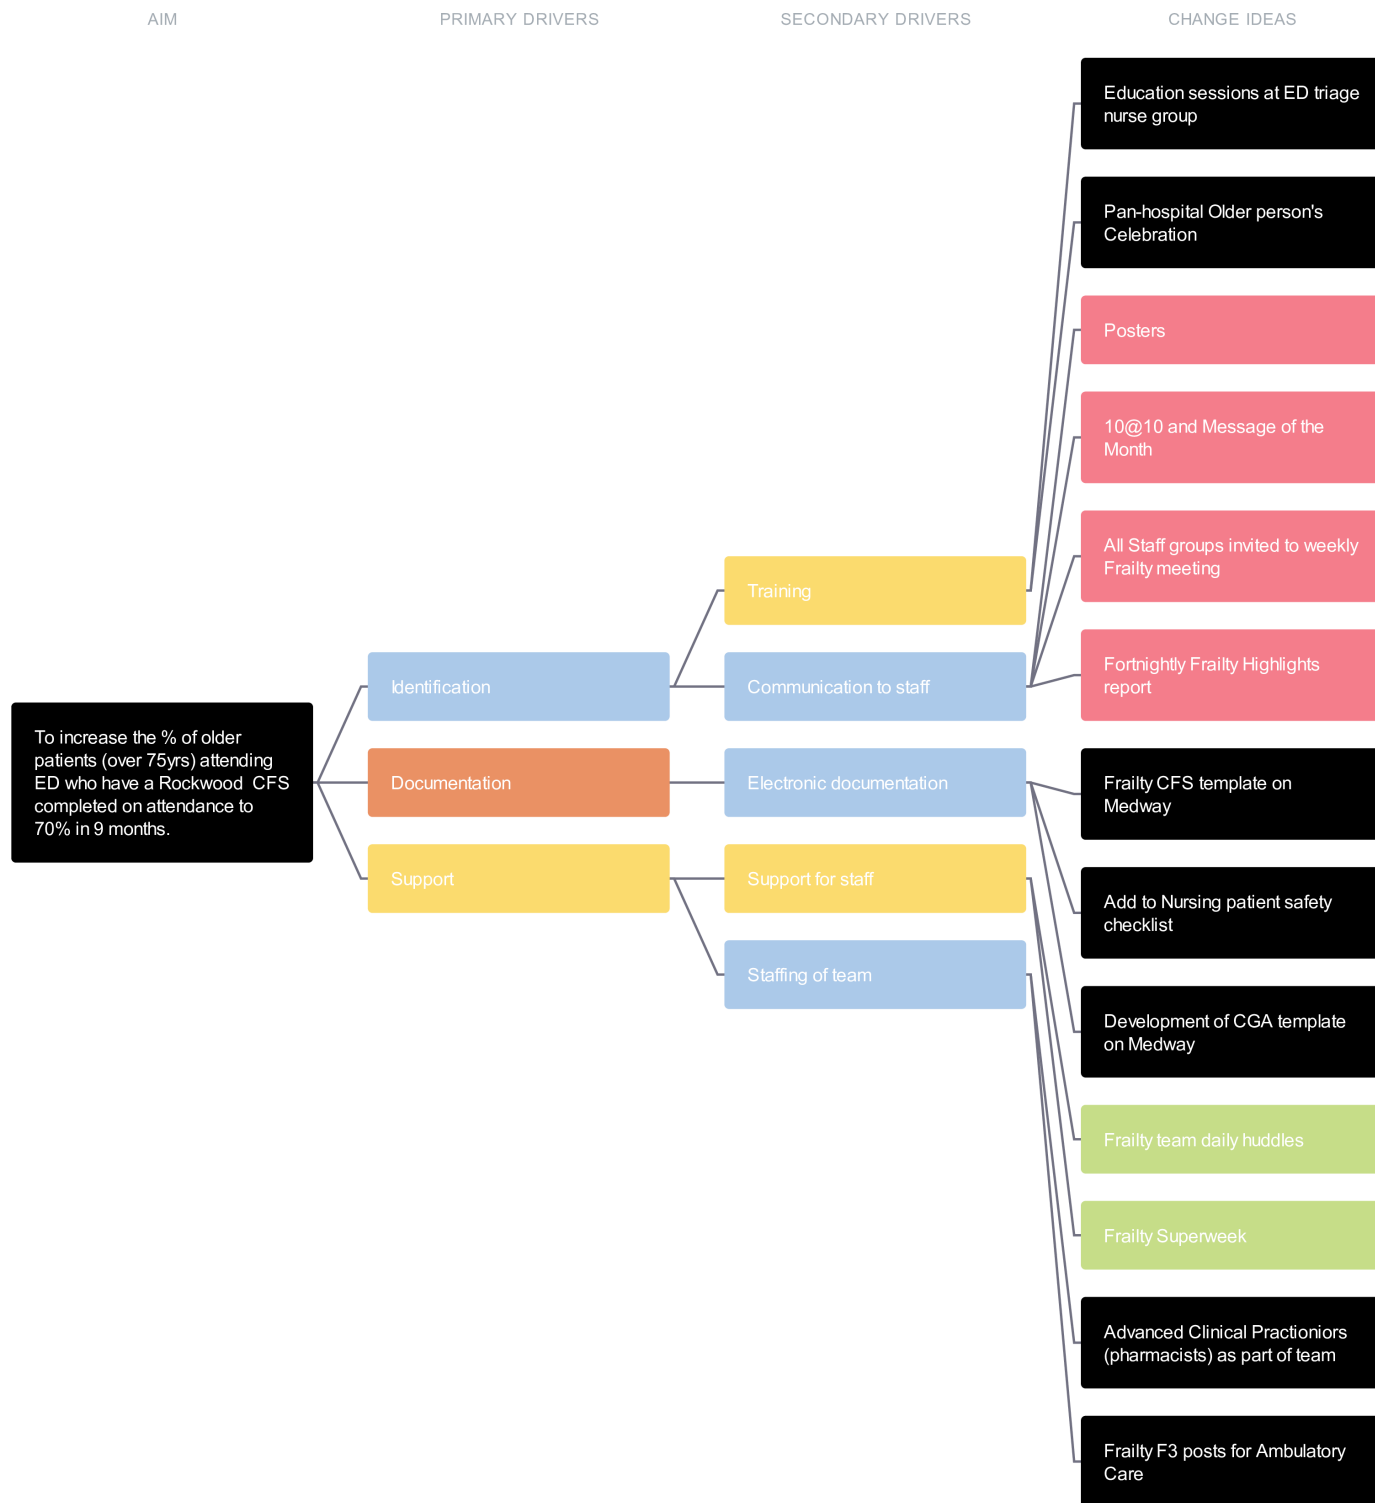 AIM
PRIMARY DRIVERS
SECONDARY DRIVERS
CHANGE IDEAS
To increase the % of older
patients (over 75yrs) attending
ED who have a Rockwood CFS
completed on attendance to
70% in 9 months.
Identification
Documentation
Support
Training
Communication to staff
Electronic documentation
Support for staff
Staffing of team
Education sessions at ED triage
nurse group
Pan-hospital Older person's
Celebration
Posters
10@10 and Message of the
Month
All Staff groups invited to weekly
Frailty meeting
Fortnightly Frailty Highlights
report
Frailty CFS template on
Medway
Add to Nursing patient safety
checklist
Development of CGA template
on Medway
Frailty team daily huddles
Frailty Superweek
Advanced Clinical Practioniors
(pharmacists) as part of team
Frailty F3 posts for Ambulatory
Care